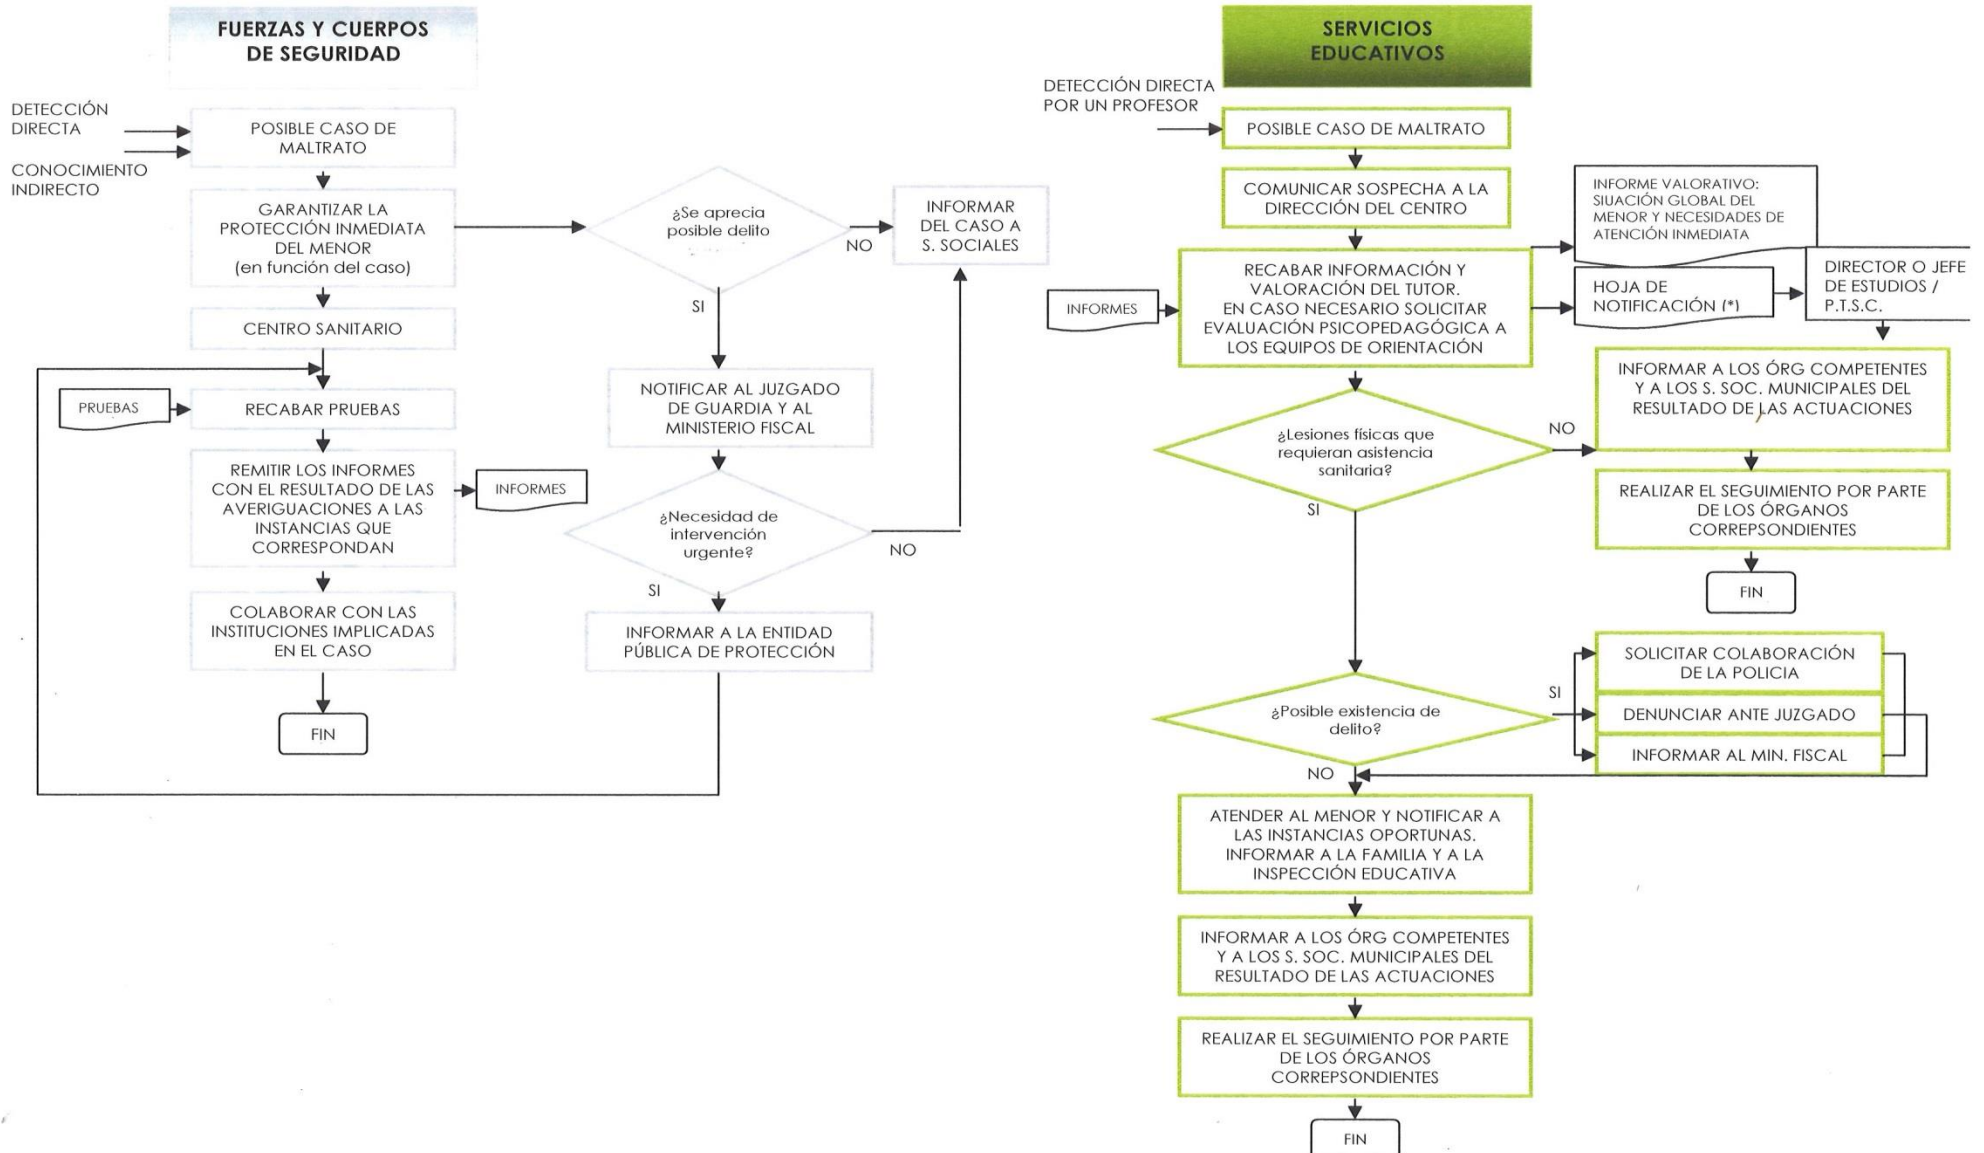 FUERZAS Y CUERPOS
DE SEGURIDAD
DETECCIÓN
DIRECTA
CONOCIMIENTO
INDIRECTO
POSIBLE CASO DE
MALTRATO
GARANTIZAR LA
PROTECCIÓN INMEDIATA
DEL MENOR
(en función del caso)
¿Se aprecia
posible delito
NO
INFORMAR
DEL CASO A
S. SOCIALES
SI
CENTRO SANITARIO
PRUEBAS
RECABAR PRUEBAS
NOTIFICAR AL JUZGADO
DE GUARDIA Y AL
MINISTERIO FISCAL
REMITIR LOS INFORMES
CON EL RESULTADO DE LAS
AVERIGUACIONES A LAS
INSTANCIAS QUE
CORRESPONDAN
INFORMES
¿Necesidad de
intervención
urgente?
NO
SI
COLABORAR CON LAS
INSTITUCIONES IMPLICADAS
EN EL CASO
INFORMAR A LA ENTIDAD
PÚBLICA DE PROTECCIÓN
FIN
SERVICIOS
EDUCATIVOS
DETECCIÓN DIRECTA
POR UN PROFESOR
POSIBLE CASO DE MALTRATO
COMUNICAR SOSPECHA A LA
DIRECCIÓN DEL CENTRO
INFORME VALORATIVO:
SIUACIÓN GLOBAL DEL
MENOR Y NECESIDADES DE
ATENCIÓN INMEDIATA
INFORMES
RECABAR INFORMACIÓN Y
VALORACIÓN DEL TUTOR.
EN CASO NECESARIO SOLICITAR
EVALUACIÓN PSICOPEDAGÓGICA A
LOS EQUIPOS DE ORIENTACIÓN
HOJA DE
NOTIFICACIÓN (*)
DIRECTOR O JEFE
DE ESTUDIOS /
P.T.S.C.
INFORMAR A LOS ÓRG COMPETENTES
Y A LOS S. SOC. MUNICIPALES DEL
RESULTADO DE LAS ACTUACIONES
¿Lesiones físicas que
requieran asistencia
sanitaria?
NO
SI
REALIZAR EL SEGUIMIENTO POR PARTE
DE LOS ÓRGANOS
CORREPSONDIENTES
FIN
¿Posible existencia de
delito?
SI
SOLICITAR COLABORACIÓN
DE LA POLICIA
DENUNCIAR ANTE JUZGADO
INFORMAR AL MIN. FISCAL
NO
ATENDER AL MENOR Y NOTIFICAR A
LAS INSTANCIAS OPORTUNAS.
INFORMAR A LA FAMILIA Y A LA
INSPECCIÓN EDUCATIVA
INFORMAR A LOS ÓRG COMPETENTES
Y A LOS S. SOC. MUNICIPALES DEL
RESULTADO DE LAS ACTUACIONES
REALIZAR EL SEGUIMIENTO POR PARTE
DE LOS ÓRGANOS
CORREPSONDIENTES
FIN